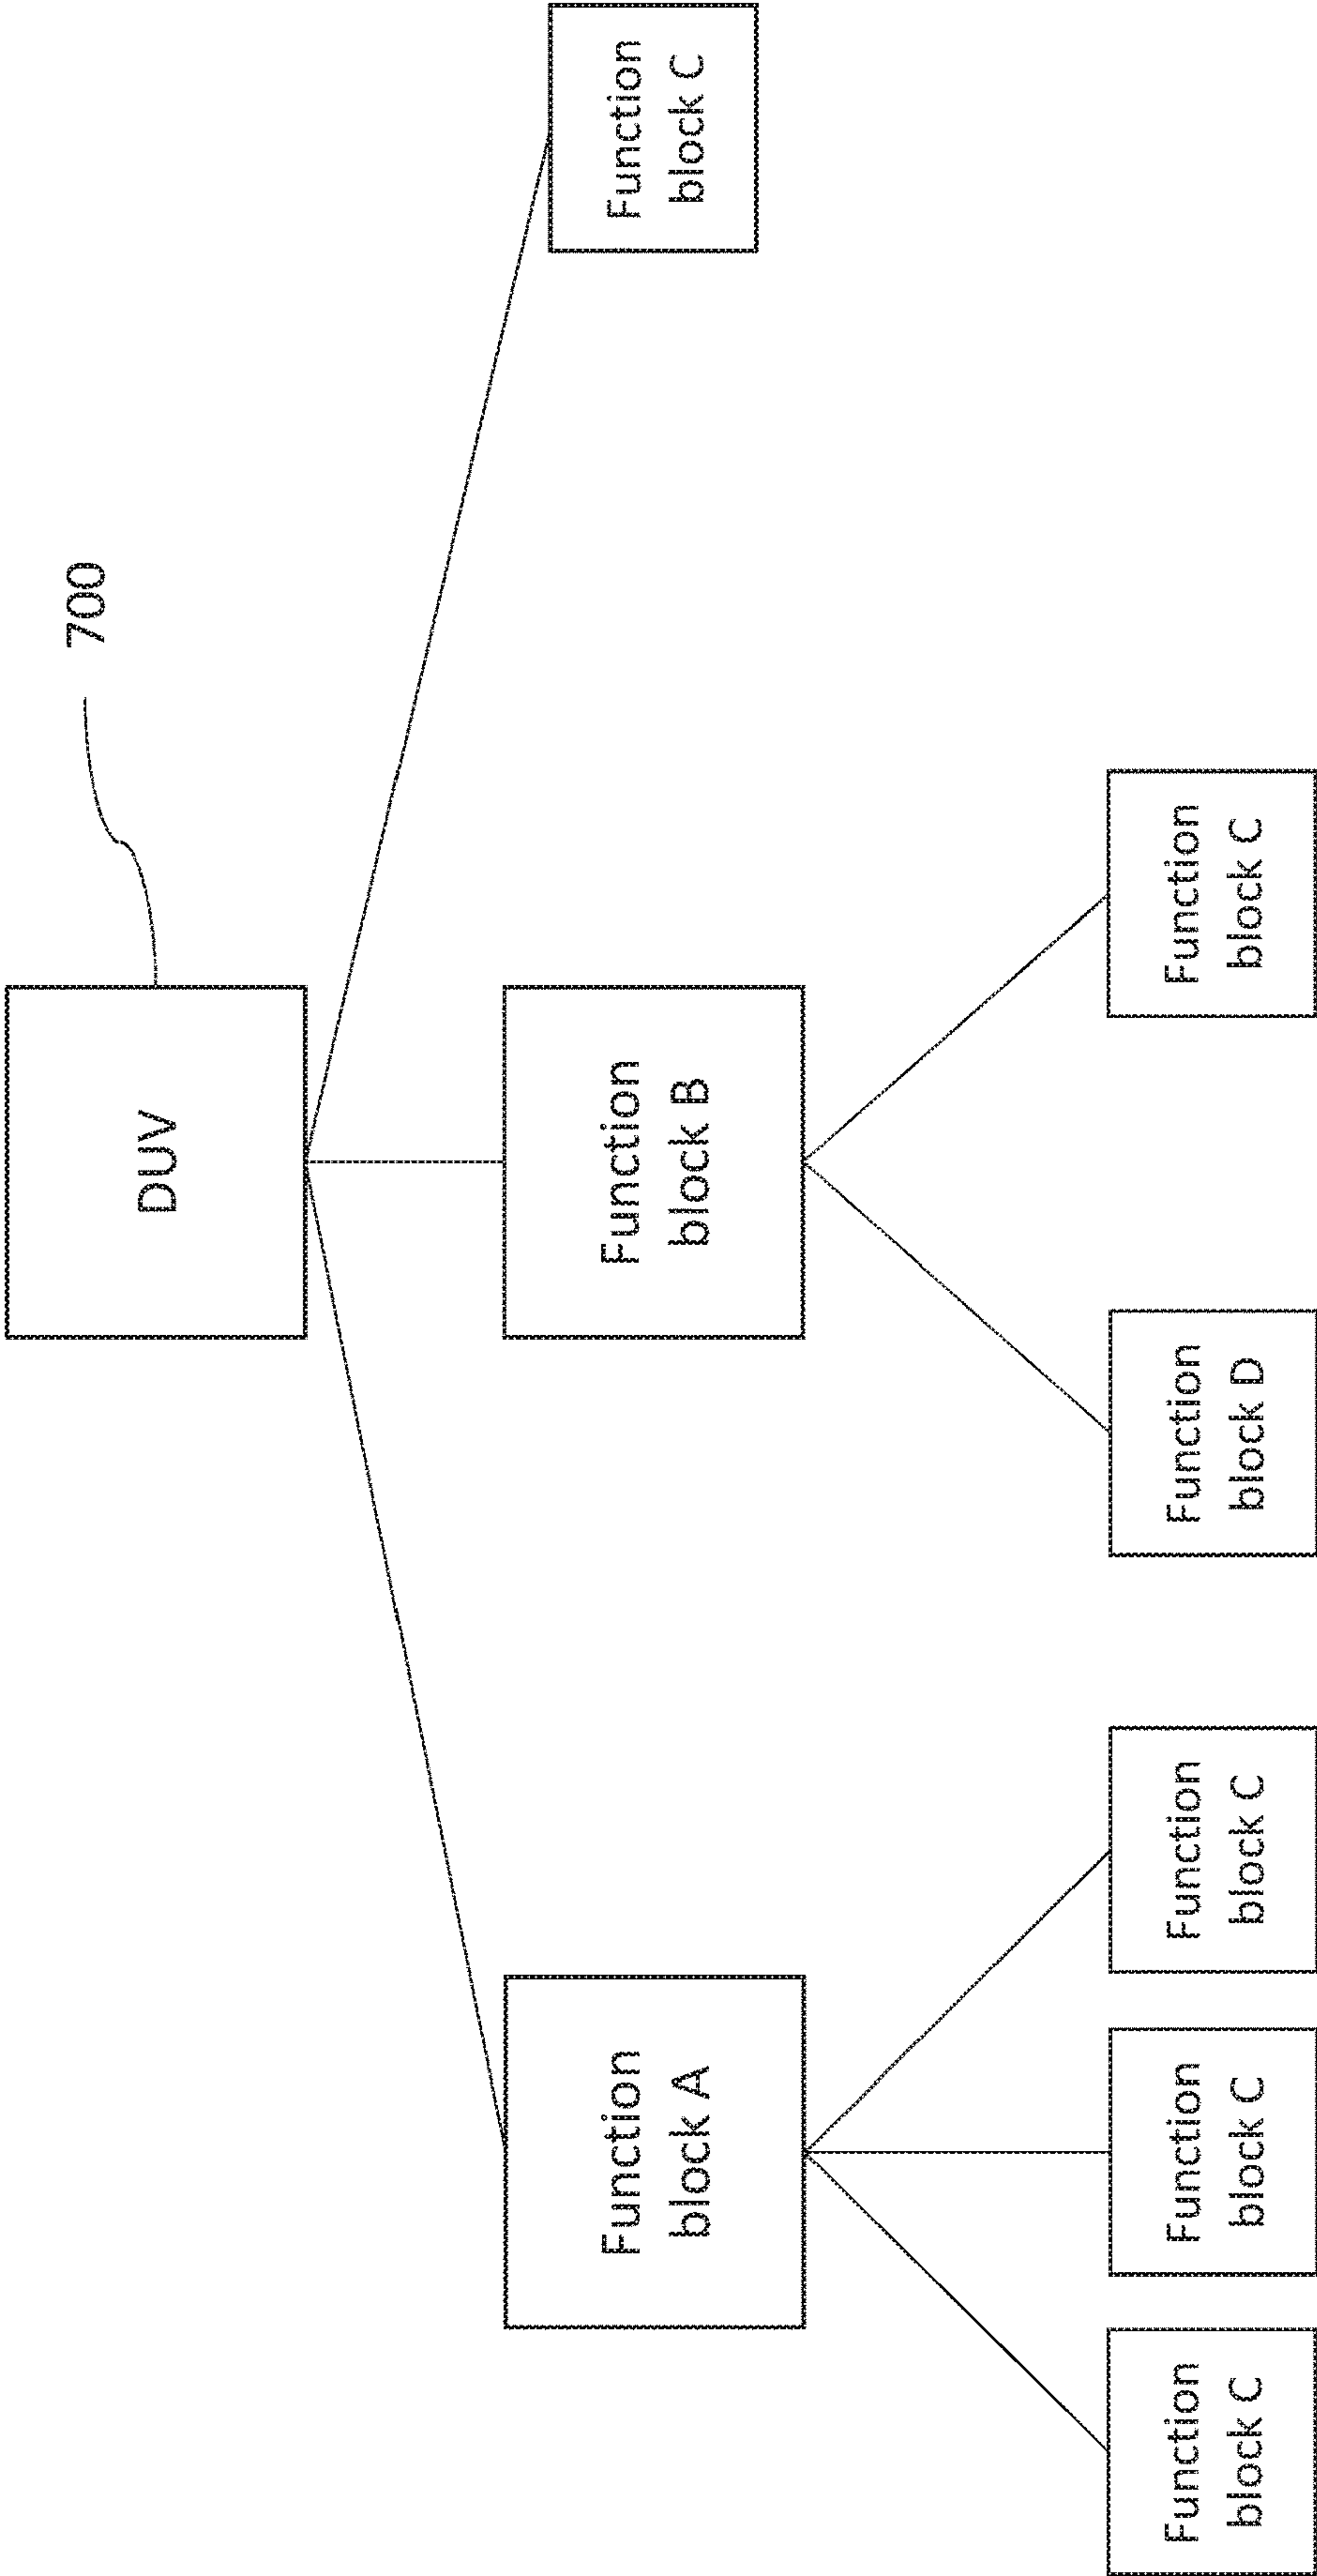 700
DUV
Function
block A
Function
block B
Function
block C
Function
block C
Function
block C
Function
block C
Function
block D
Function
block C